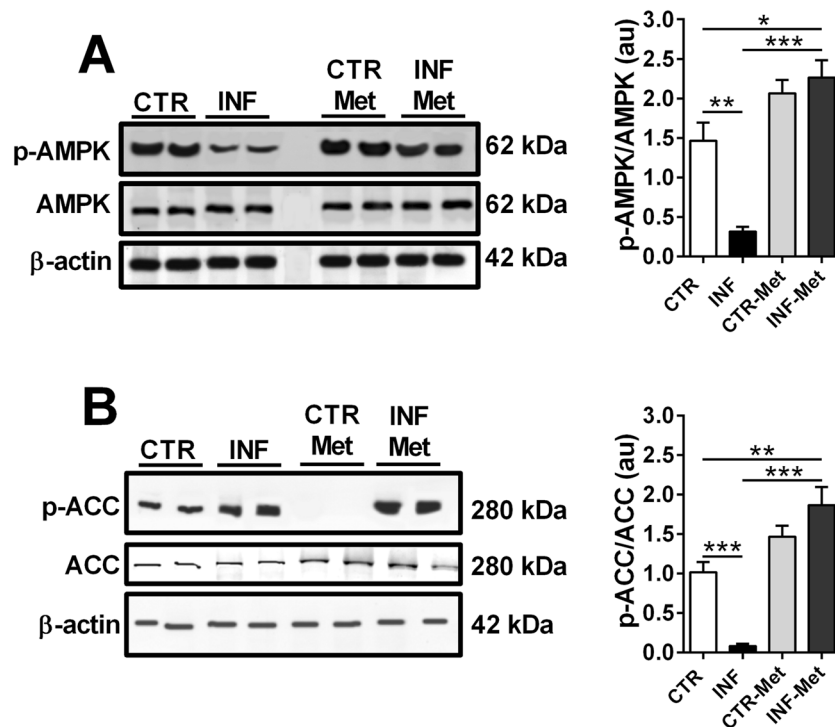 A
CTR INF CTR Met INF Met
p-AMPK 62 kDa
AMPK 62 kDa
β-actin 42 kDa
p-AMPK/AMPK (au)
3.0
2.5
2.0
1.5
1.0
0.5
0.0
*
***
**
CTR INF CTR-Met INF-Met
B
CTR INF CTR Met INF Met
p-ACC 280 kDa
ACC 280 kDa
β-actin 42 kDa
p-ACC/ACC (au)
3.0
2.5
2.0
1.5
1.0
0.5
0.0
**
***
***
CTR INF CTR-Met INF-Met